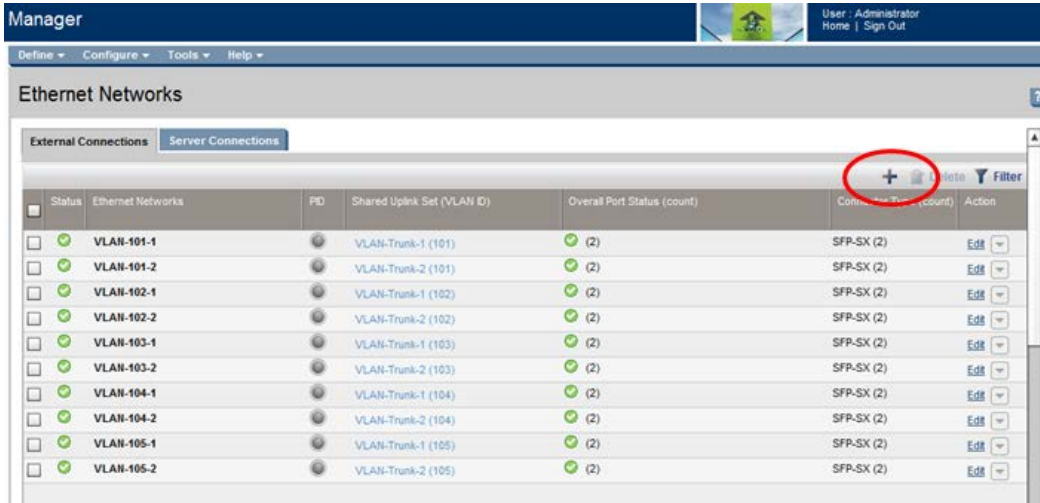 Manager
User : Administrator
Home | Sign Out
Define Configure Tools Help
Ethernet Networks
?
External Connections Server Connections
Delete Filter
Status Ethernet Networks PID Shared Uplink Set (VLAN ID) Overall Port Status (count) Connector Type (count) Action
VLAN-101-1 VLAN-Trunk-1 (101) (2) SFP-SX (2) Edit
VLAN-101-2 VLAN-Trunk-2 (101) (2) SFP-SX (2) Edit
VLAN-102-1 VLAN-Trunk-1 (102) (2) SFP-SX (2) Edit
VLAN-102-2 VLAN-Trunk-2 (102) (2) SFP-SX (2) Edit
VLAN-103-1 VLAN-Trunk-1 (103) (2) SFP-SX (2) Edit
VLAN-103-2 VLAN-Trunk-2 (103) (2) SFP-SX (2) Edit
VLAN-104-1 VLAN-Trunk-1 (104) (2) SFP-SX (2) Edit
VLAN-104-2 VLAN-Trunk-2 (104) (2) SFP-SX (2) Edit
VLAN-105-1 VLAN-Trunk-1 (105) (2) SFP-SX (2) Edit
VLAN-105-2 VLAN-Trunk-2 (105) (2) SFP-SX (2) Edit